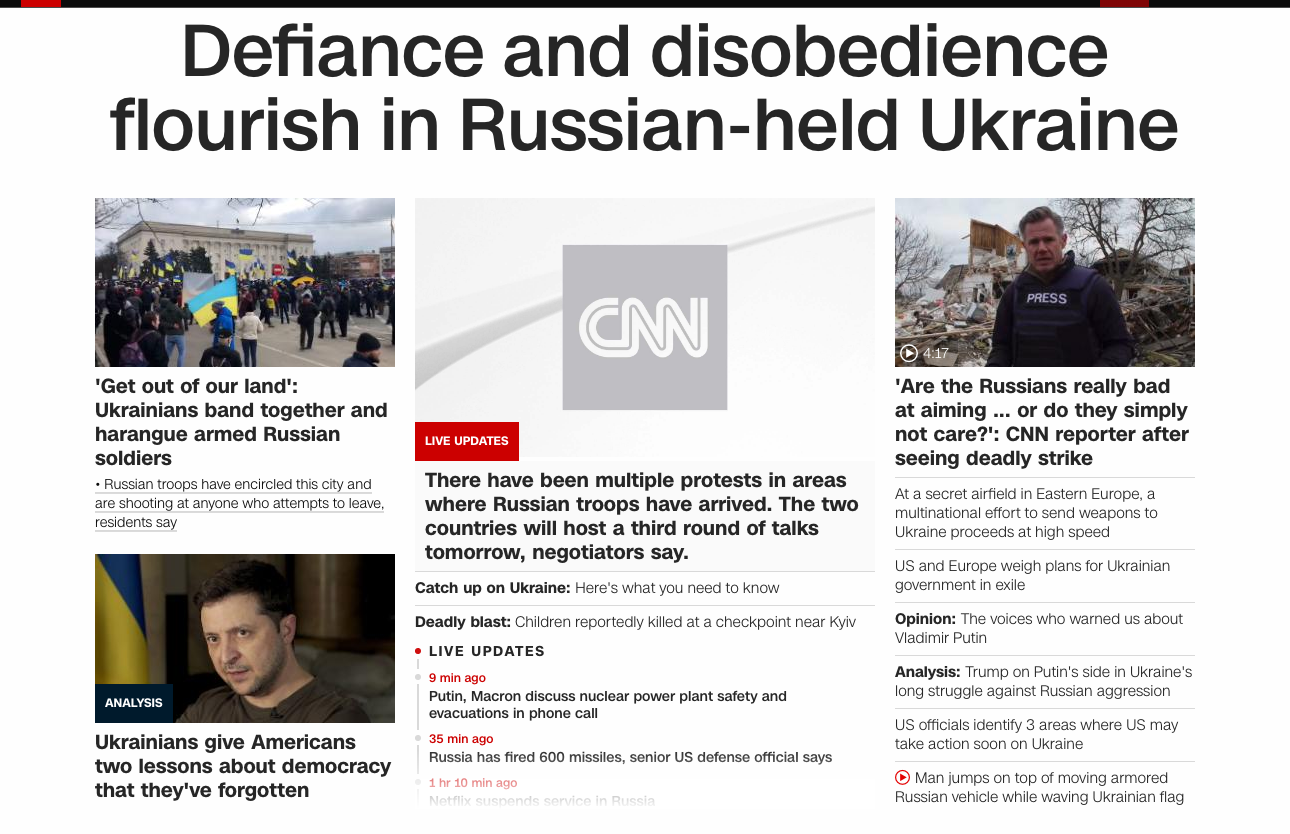 Defiance and disobedience
flourish in Russian-held Ukraine
'Get out of our land':
Ukrainians band together and
harangue armed Russian
soldiers
• Russian troops have encircled this city and
are shooting at anyone who attempts to leave,
residents say
ANALYSIS
Ukrainians give Americans
two lessons about democracy
that they've forgotten
CNN
LIVE UPDATES
There have been multiple protests in areas
where Russian troops have arrived. The two
countries will host a third round of talks
tomorrow, negotiators say.
Catch up on Ukraine: Here's what you need to know
Deadly blast: Children reportedly killed at a checkpoint near Kyiv
LIVE UPDATES
9 min ago
Putin, Macron discuss nuclear power plant safety and
evacuations in phone call
35 min ago
Russia has fired 600 missiles, senior US defense official says
1 hr 10 min ago
Netflix suspends service in Russia
PRESS
4:17
'Are the Russians really bad
at aiming ... or do they simply
not care?': CNN reporter after
seeing deadly strike
At a secret airfield in Eastern Europe, a
multinational effort to send weapons to
Ukraine proceeds at high speed
US and Europe weigh plans for Ukrainian
government in exile
Opinion: The voices who warned us about
Vladimir Putin
Analysis: Trump on Putin's side in Ukraine's
long struggle against Russian aggression
US officials identify 3 areas where US may
take action soon on Ukraine
Man jumps on top of moving armored
Russian vehicle while waving Ukrainian flag